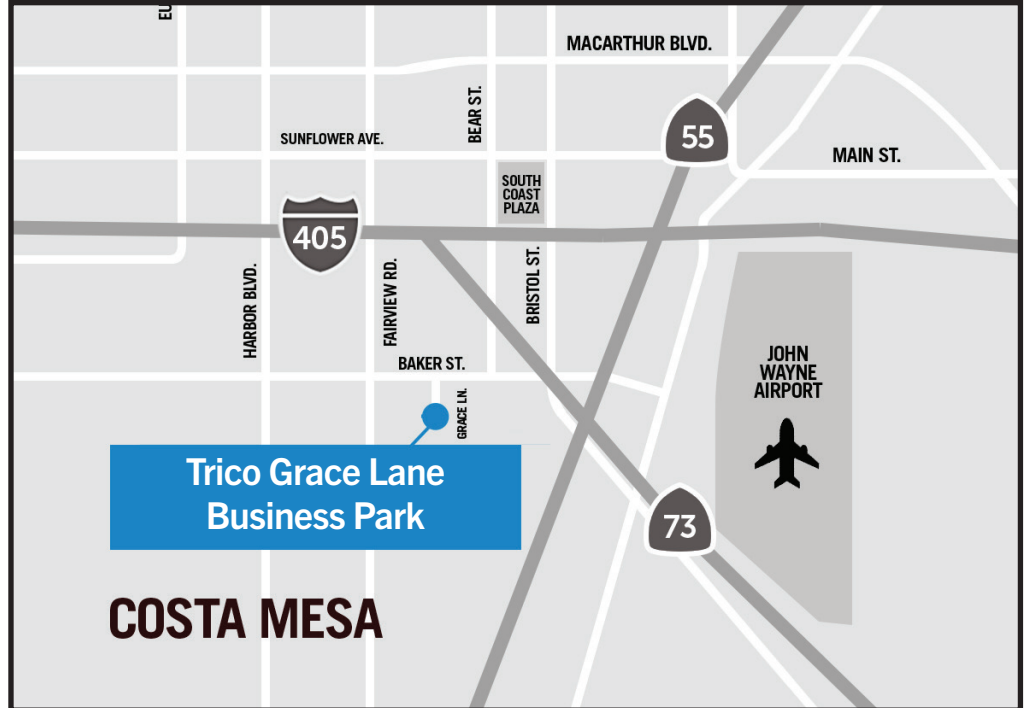 MACARTHUR BLVD.
BEAR ST.
55
SUNFLOWER AVE.
MAIN ST.
SOUTH
COAST
PLAZA
405
HARBOR BLVD.
FAIRVIEW RD.
BRISTOL ST.
BAKER ST.
JOHN
WAYNE
AIRPORT
GRACE LN.
Trico Grace Lane
Business Park
73
COSTA MESA